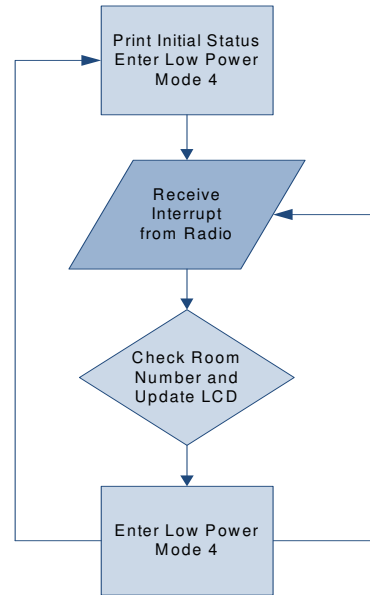 Print Initial Status
Enter Low Power
Mode 4
Receive
Interrupt
from Radio
Check Room
Number and
Update LCD
Enter Low Power
Mode 4